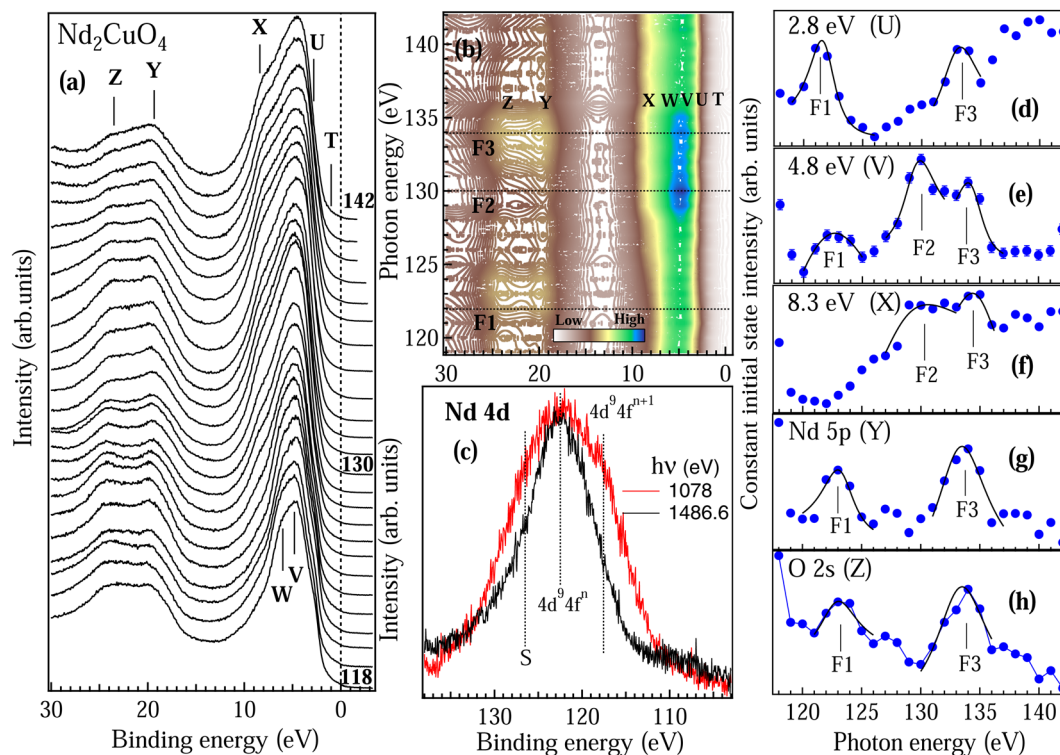 Nd₂CuO₄
(a)
X
U
Z
Y
T
142
130
W
V
118
Intensity (arb.units)
30
20
10
0
Binding energy (eV)
(b)
Z
Y
X W V U T
F3
F2
F1
Low
High
Photon energy (eV)
140
135
130
125
120
30
20
10
0
Nd 4d
(c)
4d⁹ 4fⁿ⁺¹
hν
(eV)
1078
1486.6
4d⁹ 4fⁿ
S
Intensity (arb. units)
130
120
110
Binding energy (eV)
Constant initial state intensity (arb. units)
2.8 eV (U)
F1
F3
(d)
4.8 eV (V)
(e)
F1
F2
F3
8.3 eV (X)
F2
F3
(f)
Nd 5p (Y)
(g)
F1
F3
O 2s (Z)
(h)
F1
F3
120
125
130
135
140
Photon energy (eV)